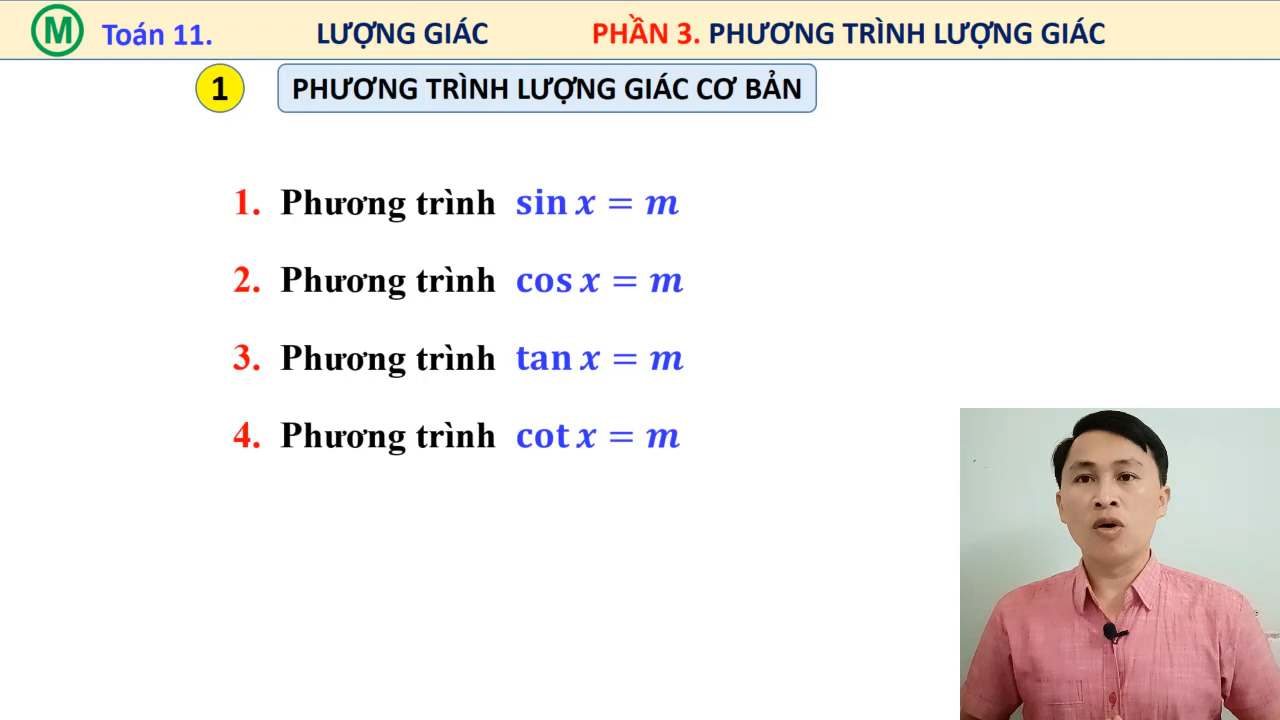 M Toán 11. LƯỢNG GIÁC PHẦN 3. PHƯƠNG TRÌNH LƯỢNG GIÁC
1 PHƯƠNG TRÌNH LƯỢNG GIÁC CƠ BẢN
1. Phương trình sin x = m
2. Phương trình cos x = m
3. Phương trình tan x = m
4. Phương trình cot x = m